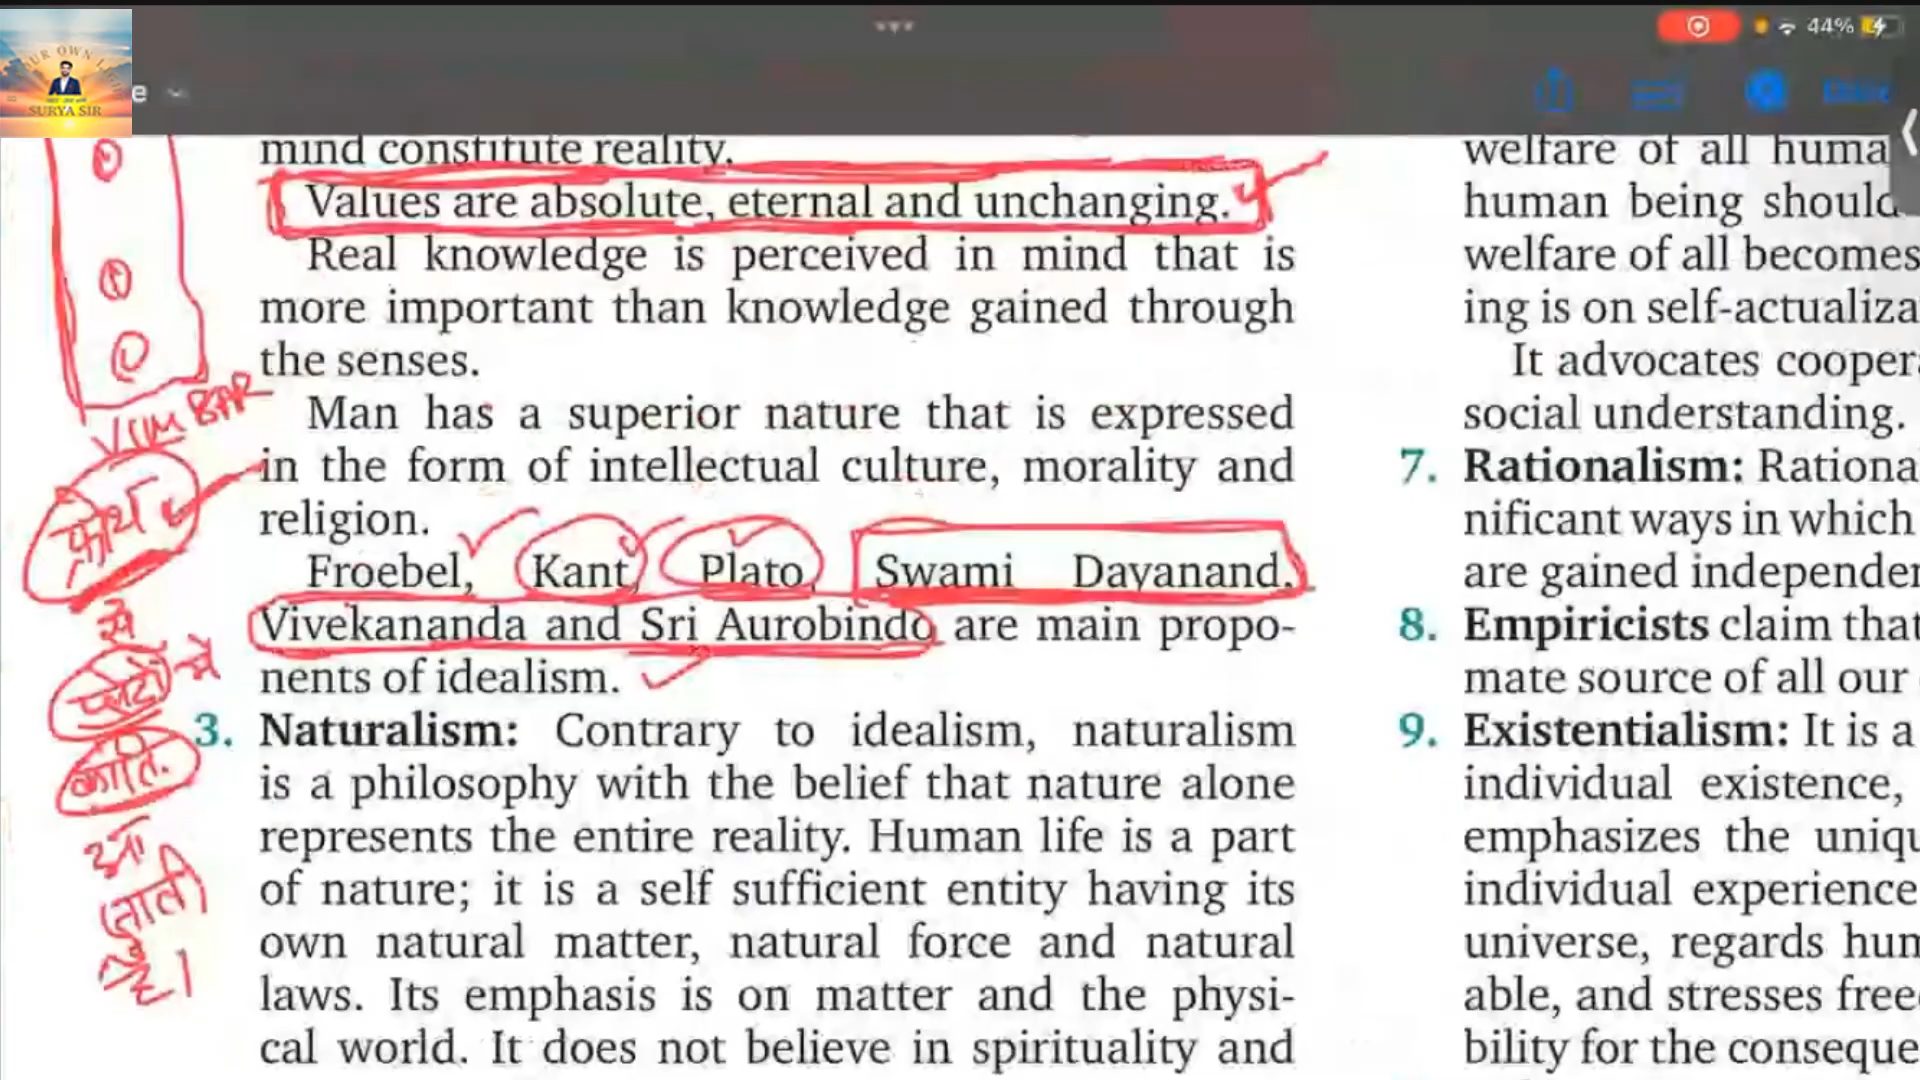 44%
SURYA SIR
e
mind constitute reality.
Values are absolute, eternal and unchanging.
Real knowledge is perceived in mind that is
more important than knowledge gained through
the senses.
Man has a superior nature that is expressed
in the form of intellectual culture, morality and
religion.
Froebel, Kant, Plato, Swami Dayanand,
Vivekananda and Sri Aurobindo are main propo-
nents of idealism.
3. Naturalism: Contrary to idealism, naturalism
is a philosophy with the belief that nature alone
represents the entire reality. Human life is a part
of nature; it is a self sufficient entity having its
own natural matter, natural force and natural
laws. Its emphasis is on matter and the physi-
cal world. It does not believe in spirituality and
VIM BAR
से
है।
welfare of all huma
human being should
welfare of all becomes
ing is on self-actualiza
It advocates cooper
social understanding.
7. Rationalism: Rational
nificant ways in which
are gained independen
8. Empiricists claim that
mate source of all our
9. Existentialism: It is a
individual existence,
emphasizes the uniqu
individual experience
universe, regards hum
able, and stresses free
bility for the conseque